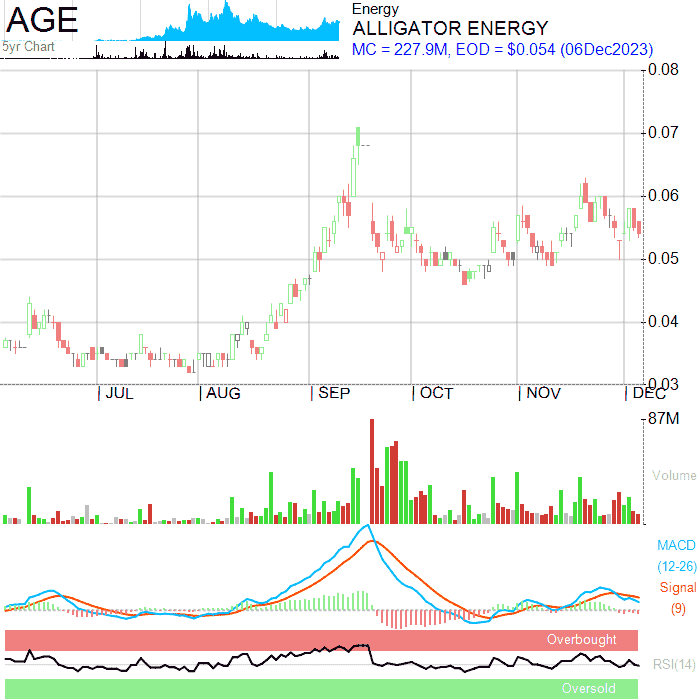 AGE
5yr Chart
Energy
ALLIGATOR ENERGY
MC = 227.9M, EOD = $0.054 (06Dec2023)
0.08
0.07
0.06
0.05
0.04
0.03
JUL AUG SEP OCT NOV DEC
87M
Volume
MACD
(12-26)
Signal
(9)
Overbought
RSI(14)
Oversold